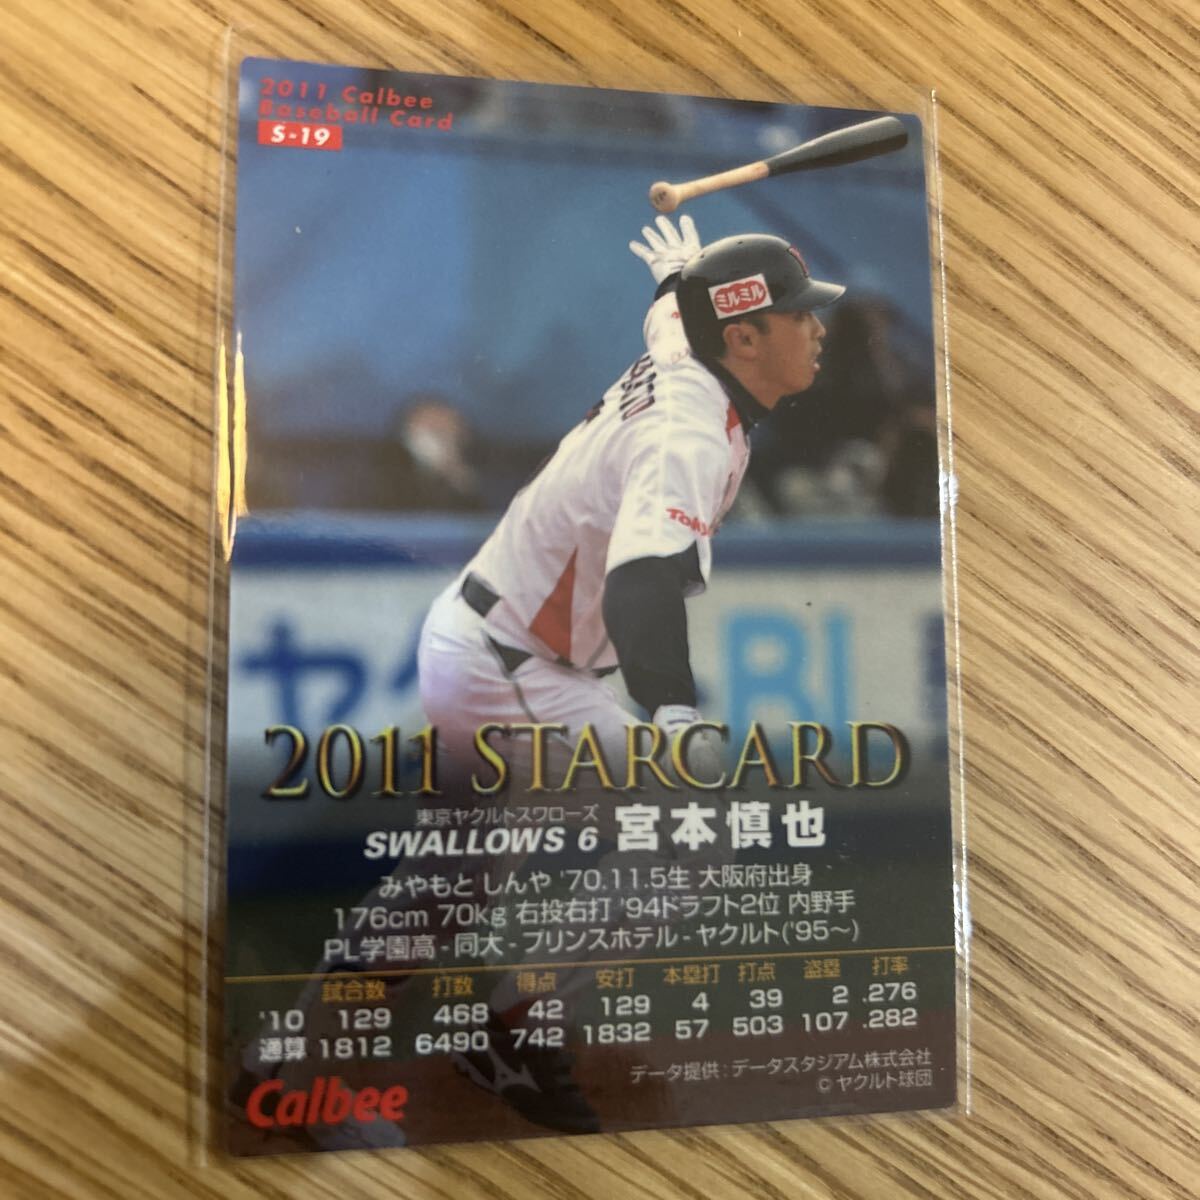 2011 Calbee
Baseball Card
S-19
ミルミル
2011 STARCARD
東京ヤクルトスワローズ
SWALLOWS 6 宮本慎也
みやもと しんや '70.11.5生 大阪府出身
176cm 70kg 右投右打 '94ドラフト2位 内野手
PL学園高 - 同大 - プリンスホテル - ヤクルト('95~)
試合数 打数 得点 安打 本塁打 打点 盗塁 打率
'10 129 468 42 129 4 39 2 .276
通算 1812 6490 742 1832 57 503 107 .282
データ提供:データスタジアム株式会社
©ヤクルト球団
Calbee